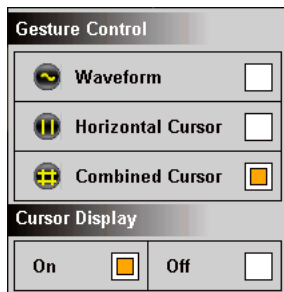 Gesture Control
Waveform
Horizontal Cursor
Combined Cursor
Cursor Display
On Off